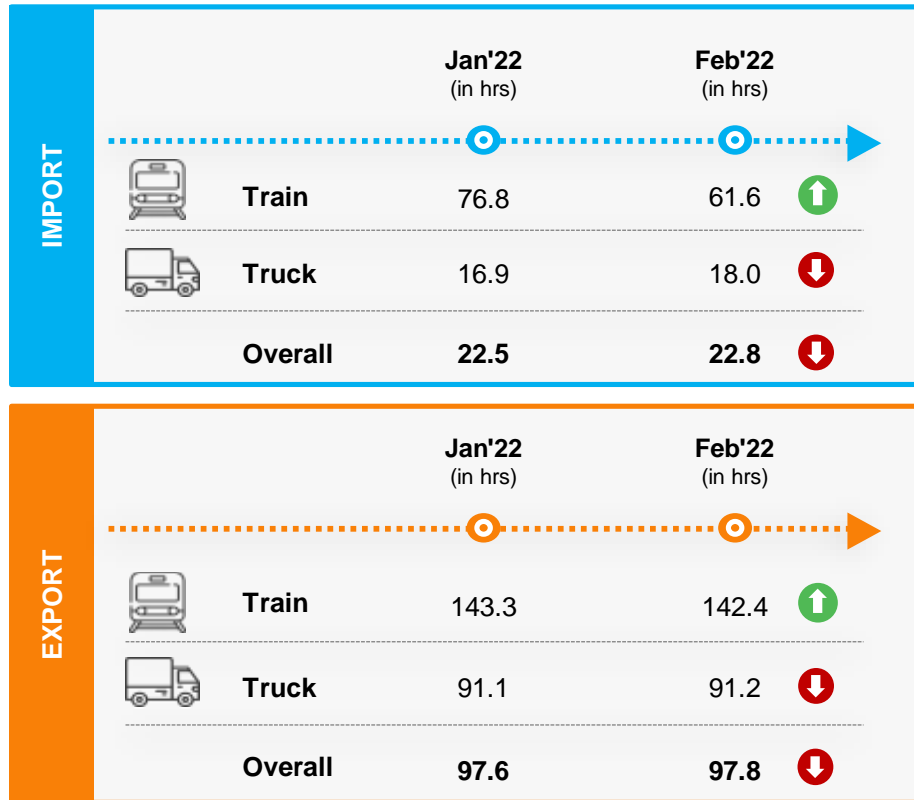 IMPORT
Jan'22 Feb'22
(in hrs) (in hrs)
Train 76.8 61.6
Truck 16.9 18.0
Overall 22.5 22.8
EXPORT
Jan'22 Feb'22
(in hrs) (in hrs)
Train 143.3 142.4
Truck 91.1 91.2
Overall 97.6 97.8